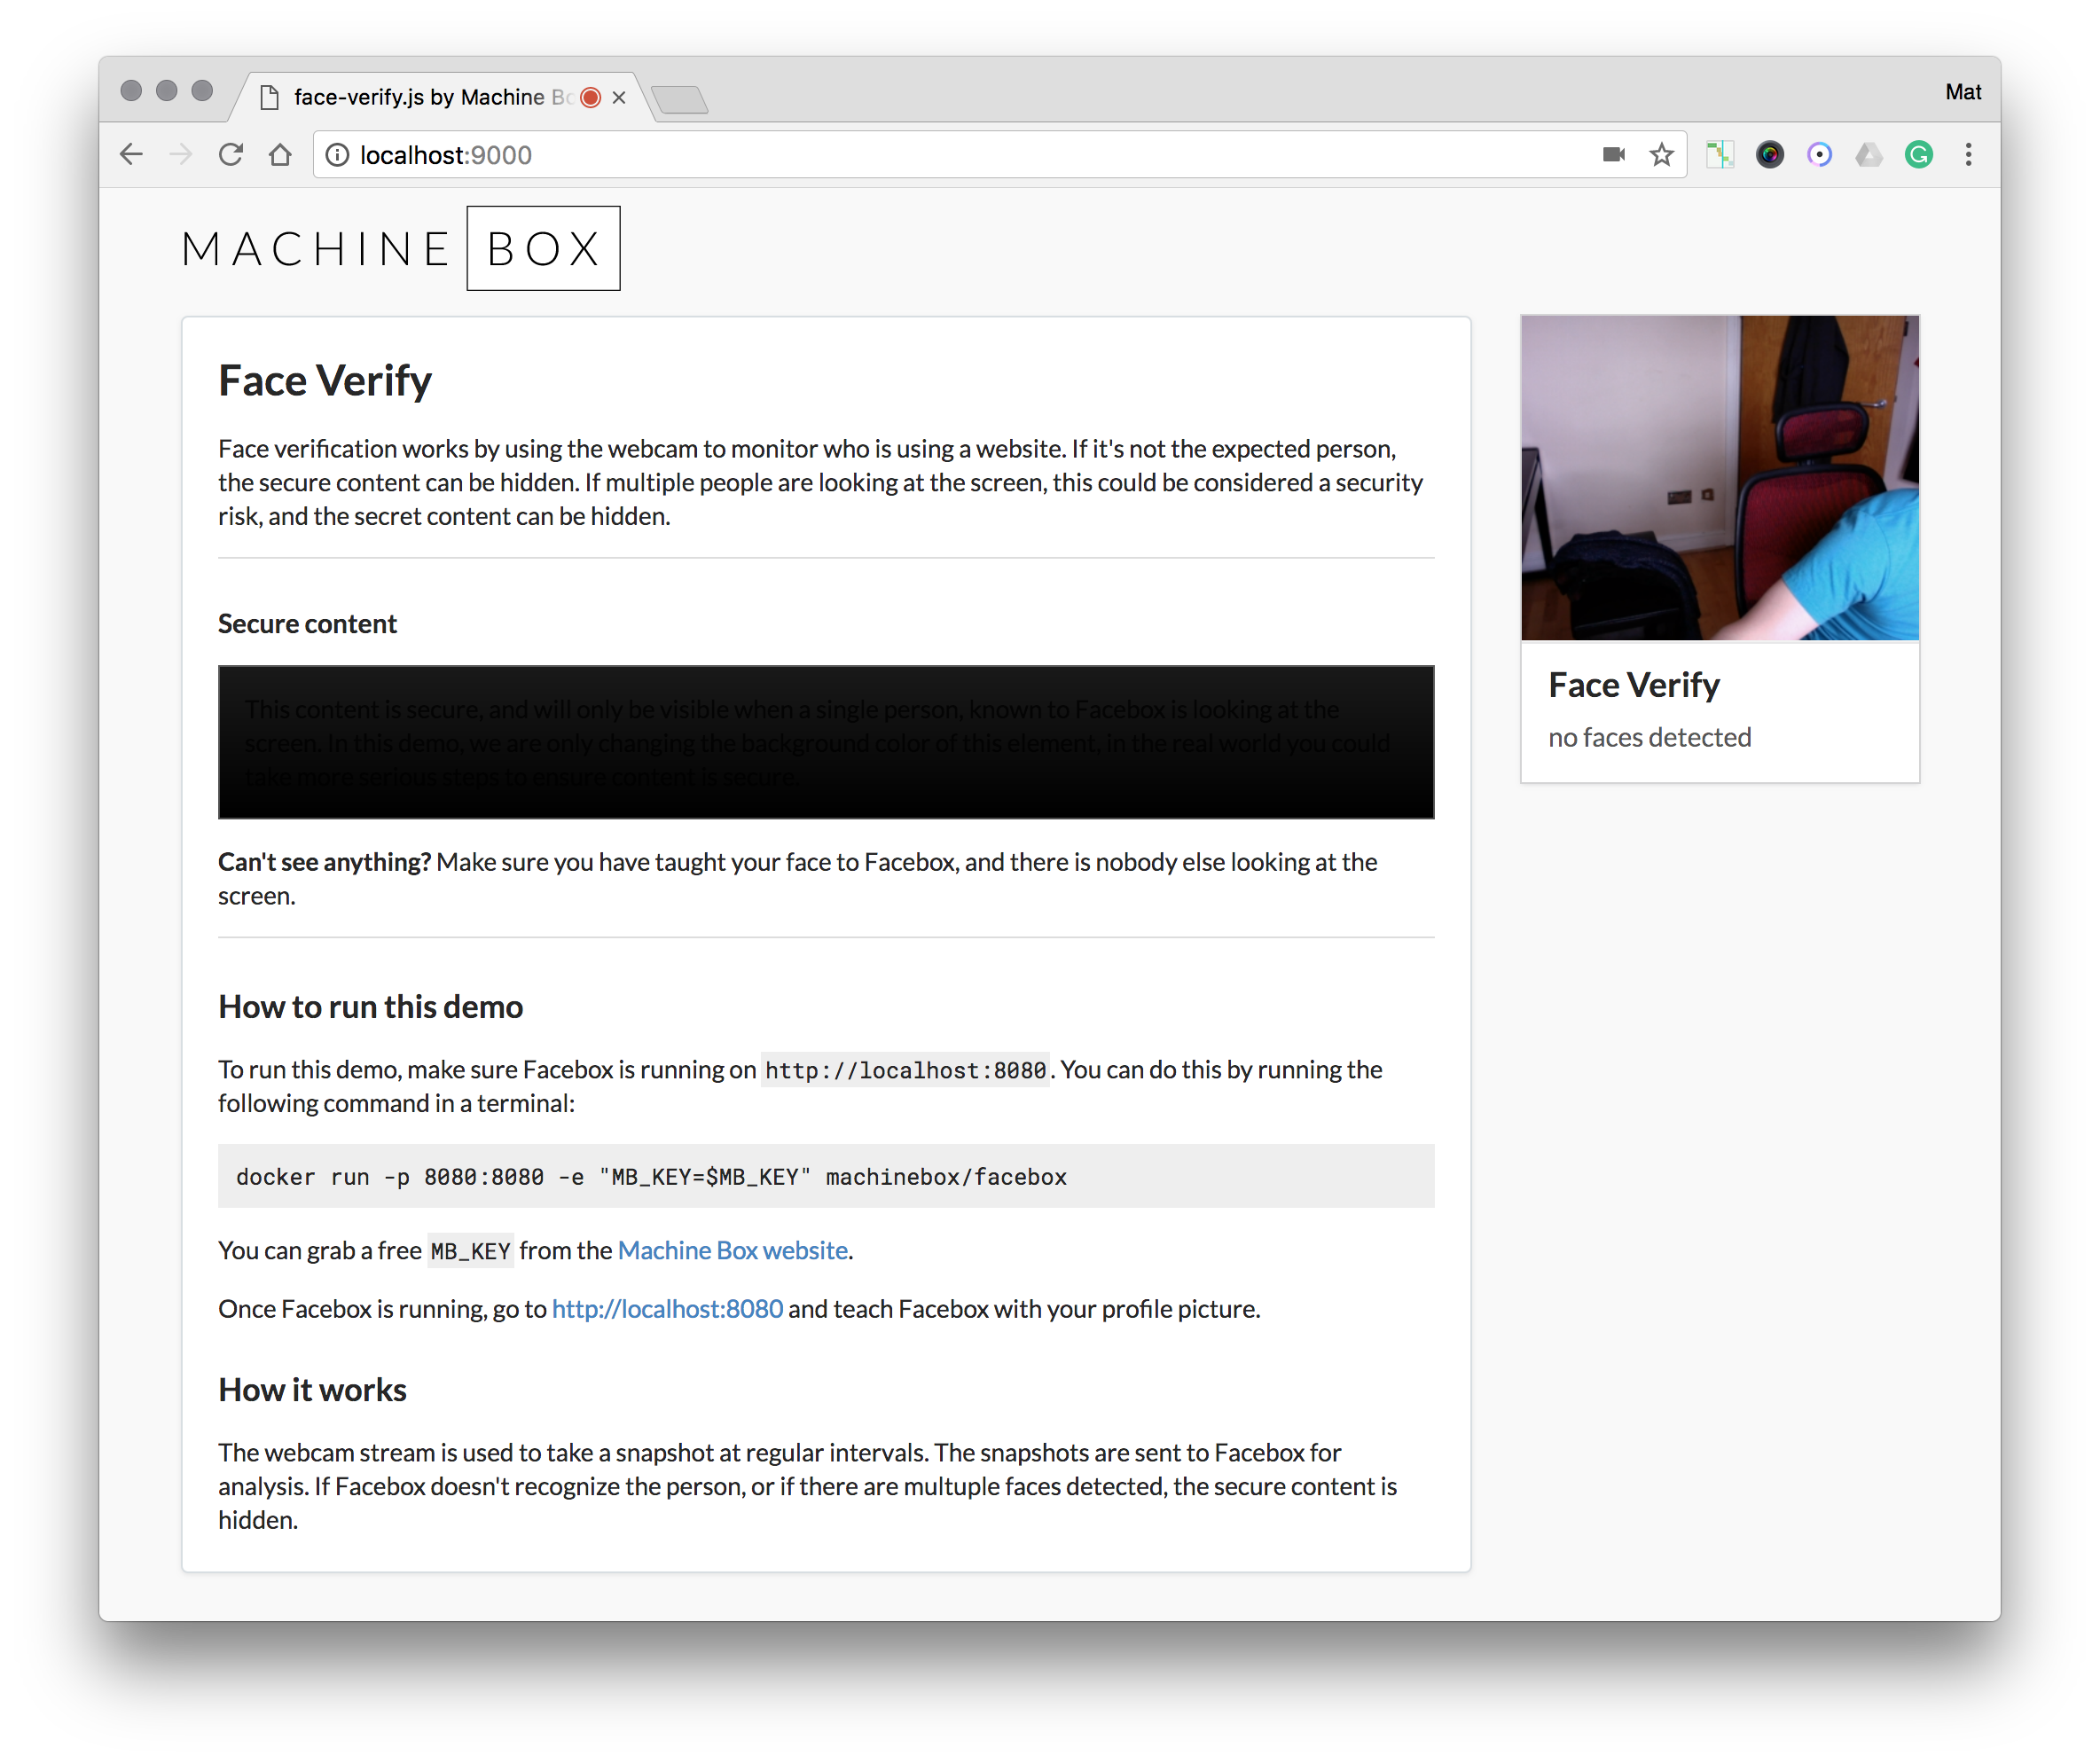 face-verify.js by Machine Bo
Mat
localhost:9000
MACHINE BOX
Face Verify
Face verification works by using the webcam to monitor who is using a website. If it's not the expected person,
the secure content can be hidden. If multiple people are looking at the screen, this could be considered a security
risk, and the secret content can be hidden.
Secure content
This content is secure, and will only be visible when a single person, known to Facebox is looking at the
screen. In this demo, we are only changing the background color of this element, in the real world you could
take more serious steps to ensure content is secure.
Can't see anything? Make sure you have taught your face to Facebox, and there is nobody else looking at the
screen.
How to run this demo
To run this demo, make sure Facebox is running on http://localhost:8080. You can do this by running the
following command in a terminal:
docker run -p 8080:8080 -e "MB_KEY=$MB_KEY" machinebox/facebox
You can grab a free MB_KEY from the Machine Box website.
Once Facebox is running, go to http://localhost:8080 and teach Facebox with your profile picture.
How it works
The webcam stream is used to take a snapshot at regular intervals. The snapshots are sent to Facebox for
analysis. If Facebox doesn't recognize the person, or if there are multuple faces detected, the secure content is
hidden.
Face Verify
no faces detected